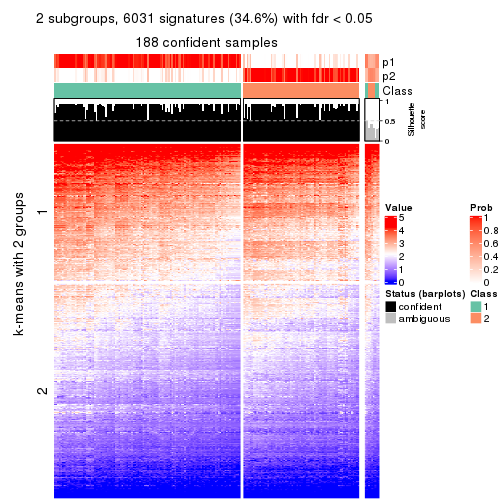 2 subgroups, 6031 signatures (34.6%) with fdr < 0.05
188 confident samples
p1
p2
Class
1
0.5
0
Silhouette
score
k-means with 2 groups
1
2
Value
5
4
3
2
1
0
Prob
1
0.8
0.6
0.4
0.2
0
Status (barplots)
confident
ambiguous
Class
1
2